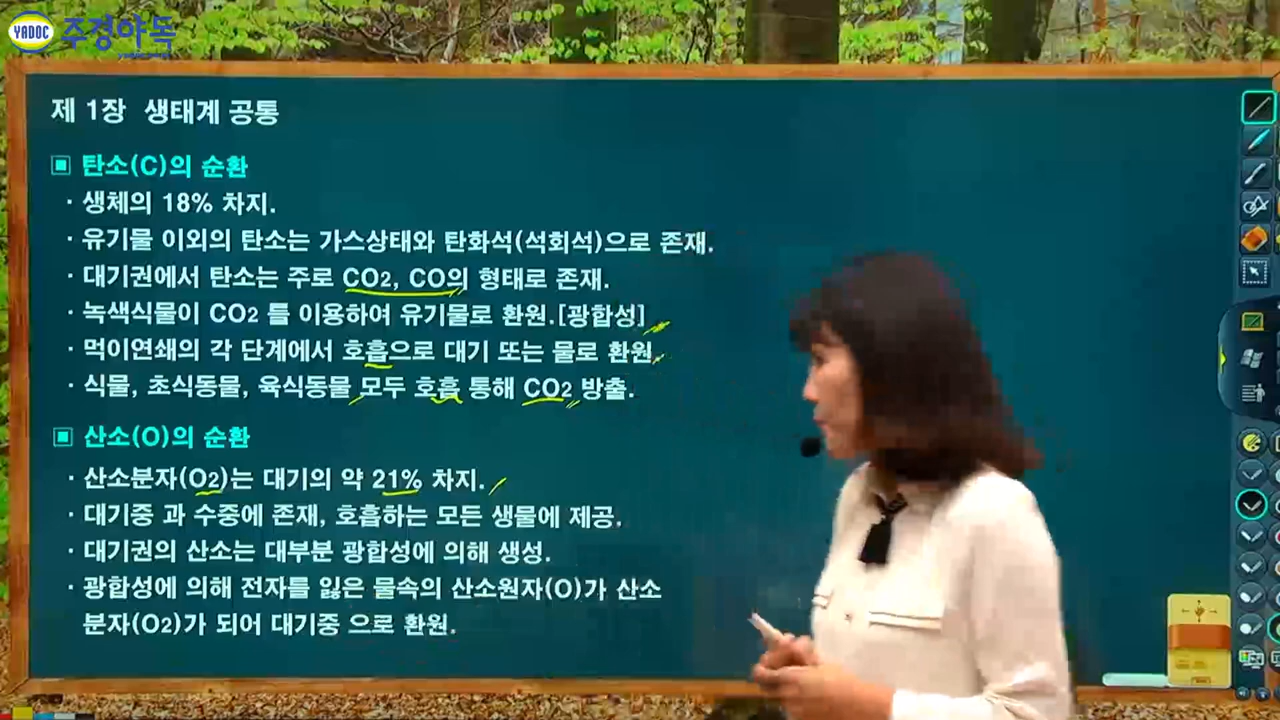 YADOC 주경야독
제 1장 생태계 공통
▣ 탄소(C)의 순환
· 생체의 18% 차지.
· 유기물 이외의 탄소는 가스상태와 탄화석(석회석)으로 존재.
· 대기권에서 탄소는 주로 CO2, CO의 형태로 존재.
· 녹색식물이 CO2 를 이용하여 유기물로 환원.[광합성]
· 먹이연쇄의 각 단계에서 호흡으로 대기 또는 물로 환원.
· 식물, 초식동물, 육식동물 모두 호흡 통해 CO2 방출.
▣ 산소(O)의 순환
· 산소분자(O2)는 대기의 약 21% 차지.
· 대기중 과 수중에 존재, 호흡하는 모든 생물에 제공.
· 대기권의 산소는 대부분 광합성에 의해 생성.
· 광합성에 의해 전자를 잃은 물속의 산소원자(O)가 산소
분자(O2)가 되어 대기중 으로 환원.